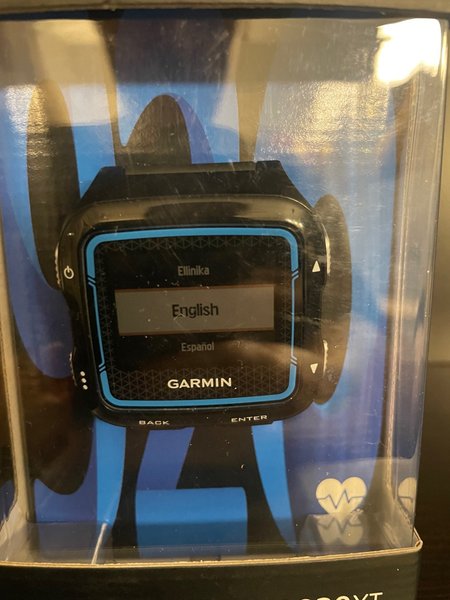 Ellinika
English
Español
GARMIN
BACK
ENTER